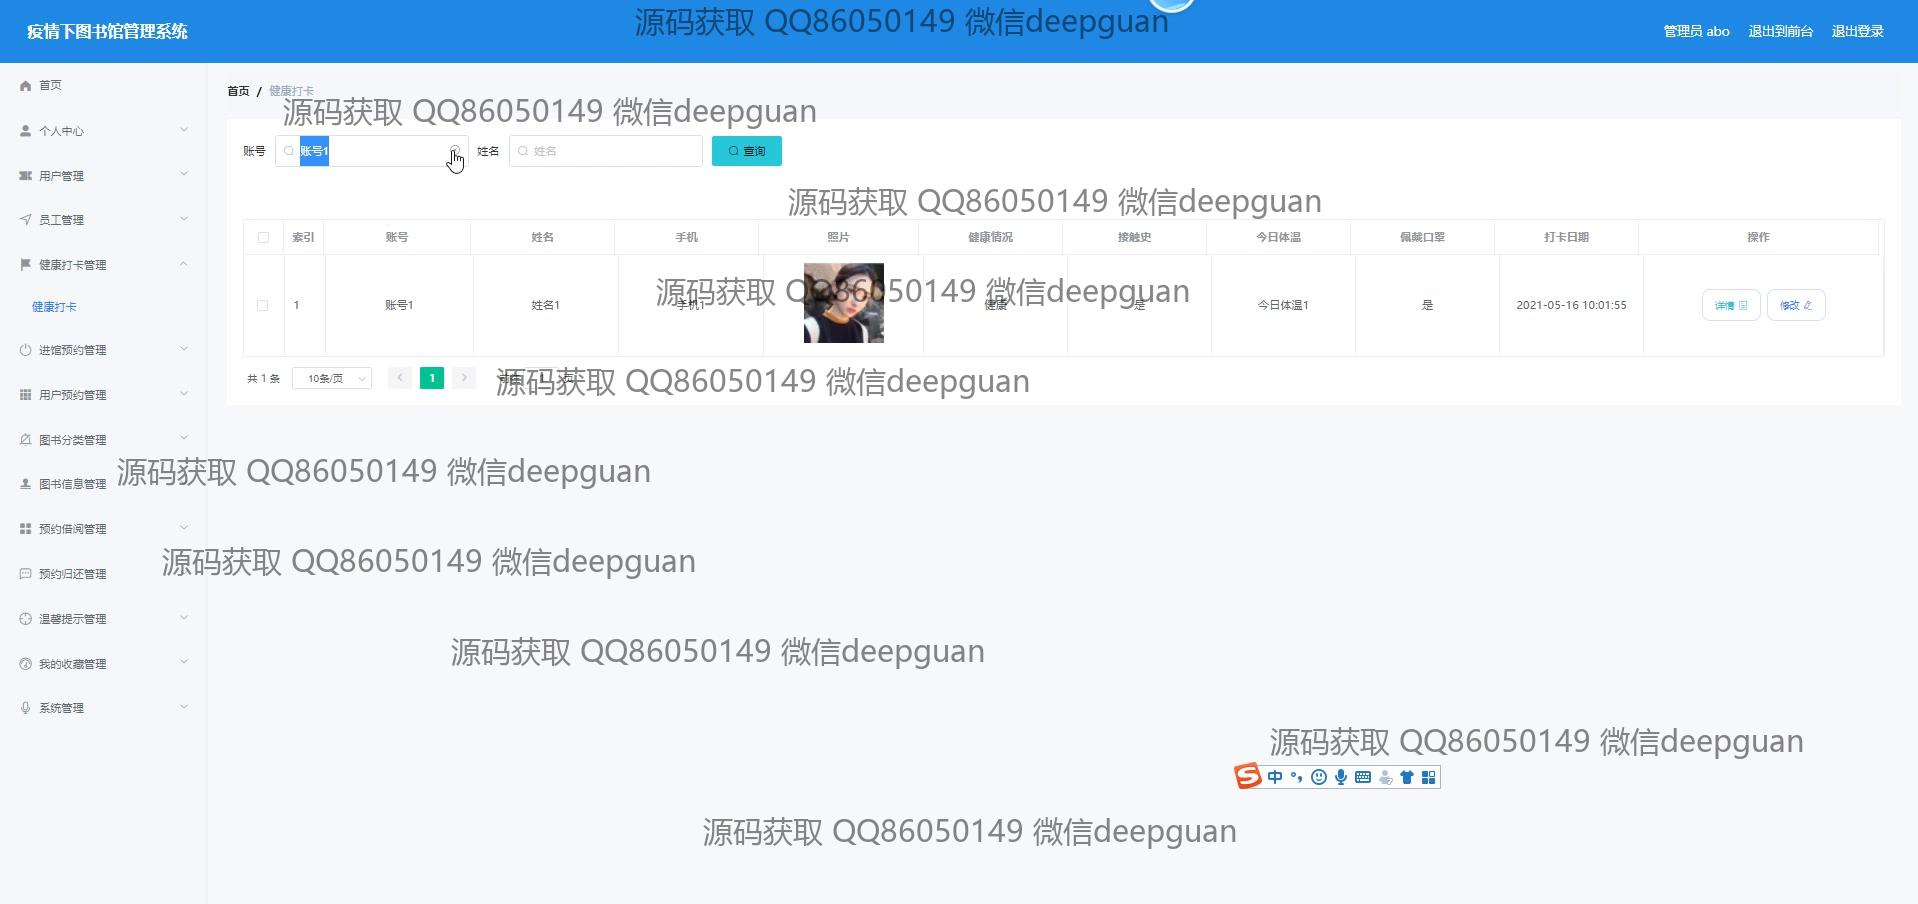 源码获取 QQ86050149 微信deepguan
疫情下图书馆管理系统
管理员 abo
退出到前台
退出登录
首页
个人中心
用户管理
员工管理
健康打卡管理
健康打卡
进馆预约管理
用户预约管理
图书分类管理
图书信息管理
预约借阅管理
预约归还管理
温馨提示管理
我的收藏管理
系统管理
首页 / 健康打卡
源码获取 QQ86050149 微信deepguan
账号 账号1 姓名 姓名 查询
源码获取 QQ86050149 微信deepguan
索引 账号 姓名 手机 照片 健康情况 接触史 今日体温 佩戴口罩 打卡日期 操作
源码获取 QQ86050149 微信deepguan
1 账号1 姓名1 手机1 健康 是 今日体温1 是 2021-05-16 10:01:55 详情 修改
共 1 条 10条/页 1
源码获取 QQ86050149 微信deepguan
源码获取 QQ86050149 微信deepguan
源码获取 QQ86050149 微信deepguan
源码获取 QQ86050149 微信deepguan
源码获取 QQ86050149 微信deepguan
中
源码获取 QQ86050149 微信deepguan